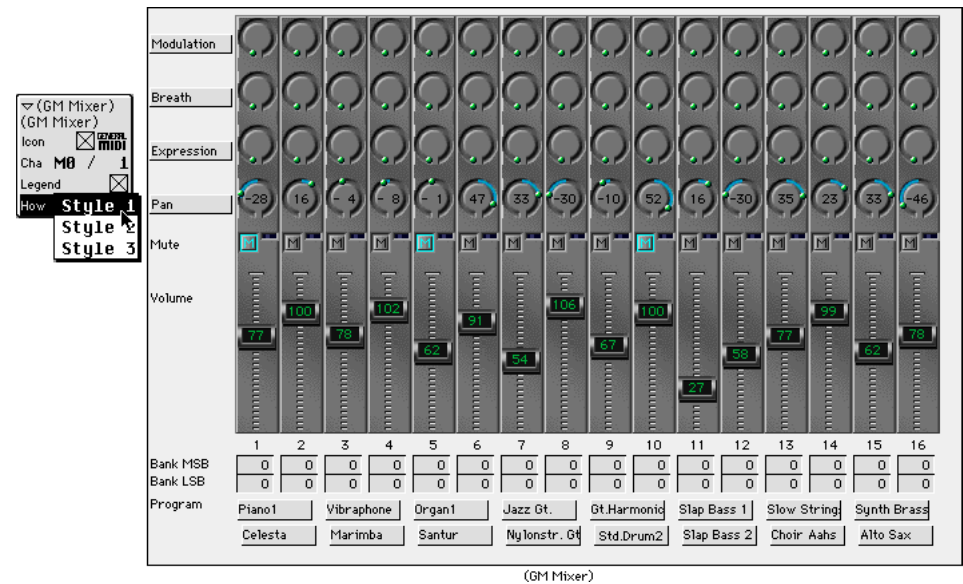 ▽(GM Mixer)
(GM Mixer)
Icon GENERAL MIDI
Cha M0 / 1
Legend
How Style 1
Style 2
Style 3
Modulation
Breath
Expression
Pan -28 16 - 4 - 8 - 1 47 33 -30 -10 52 16 -30 35 23 33 -46
Mute M M M M M M M M M M M M M M M M
Volume
77 100 78 102 62 91 54 106 67 100 27 58 77 99 62 78
1 2 3 4 5 6 7 8 9 10 11 12 13 14 15 16
Bank MSB 0 0 0 0 0 0 0 0 0 0 0 0 0 0 0 0
Bank LSB 0 0 0 0 0 0 0 0 0 0 0 0 0 0 0 0
Program Piano1 Vibraphone Organ1 Jazz Gt. Gt.Harmonic Slap Bass 1 Slow Strings Synth Brass
Celesta Marimba Santur Nylonstr. Gt Std.Drum2 Slap Bass 2 Choir Aahs Alto Sax
(GM Mixer)